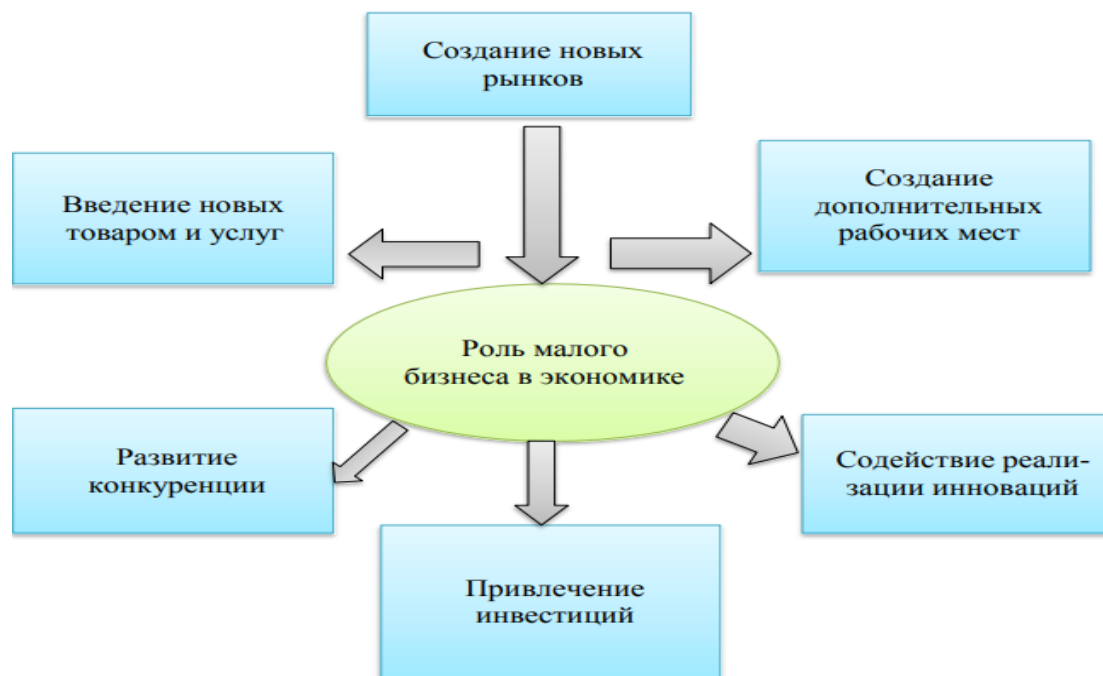 Создание новых
рынков
Введение новых
товаром и услуг
Создание
дополнительных
рабочих мест
Роль малого
бизнеса в экономике
Развитие
конкуренции
Содействие реали-
зации инноваций
Привлечение
инвестиций